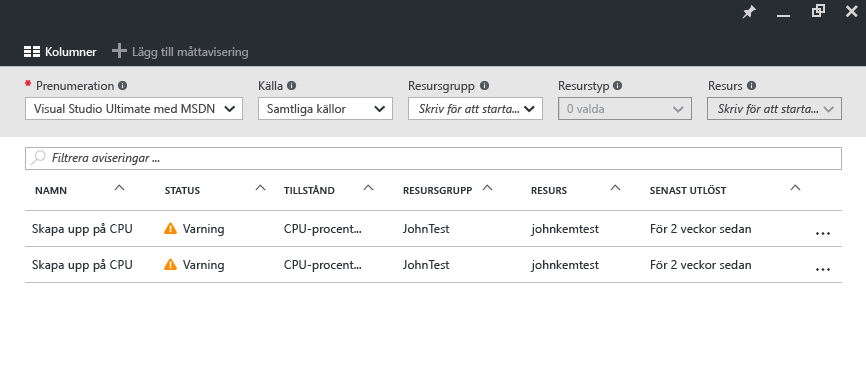 Kolumner Lägg till måttavisering
* Prenumeration Källa Resursgrupp Resurstyp Resurs
Visual Studio Ultimate med MSDN Samtliga källor Skriv för att starta... 0 valda Skriv för att starta...
Filtrera aviseringar ...
NAMN STATUS TILLSTÅND RESURSGRUPP RESURS SENAST UTLÖST
Skapa upp på CPU Varning CPU-procent... JohnTest johnkemtest För 2 veckor sedan ...
Skapa upp på CPU Varning CPU-procent... JohnTest johnkemtest För 2 veckor sedan ...